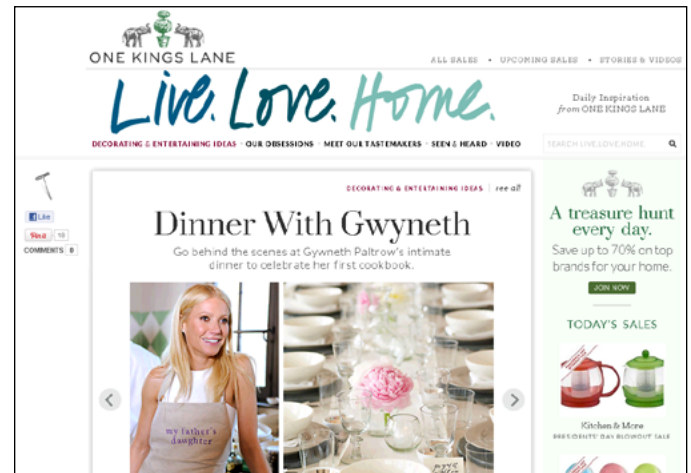 ONE KINGS LANE
ALL SALES • UPCOMING SALES • STORIES & VIDEOS
Live. Love. Home.
Daily Inspiration
from ONE KINGS LANE
DECORATING & ENTERTAINING IDEAS • OUR OBSESSIONS • MEET OUR TASTEMAKERS • SEEN & HEARD • VIDEO
SEARCH LIVE.LOVE.HOME
Like
Pin it 18
COMMENTS 8
DECORATING & ENTERTAINING IDEAS | see all
Dinner With Gwyneth
Go behind the scenes at Gywneth Paltrow's intimate
dinner to celebrate her first cookbook.
my father's
daughter
A treasure hunt
every day.
Save up to 70% on top
brands for your home.
JOIN NOW
TODAY'S SALES
Kitchen & More
PRESIDENTS' DAY BLOWOUT SALE